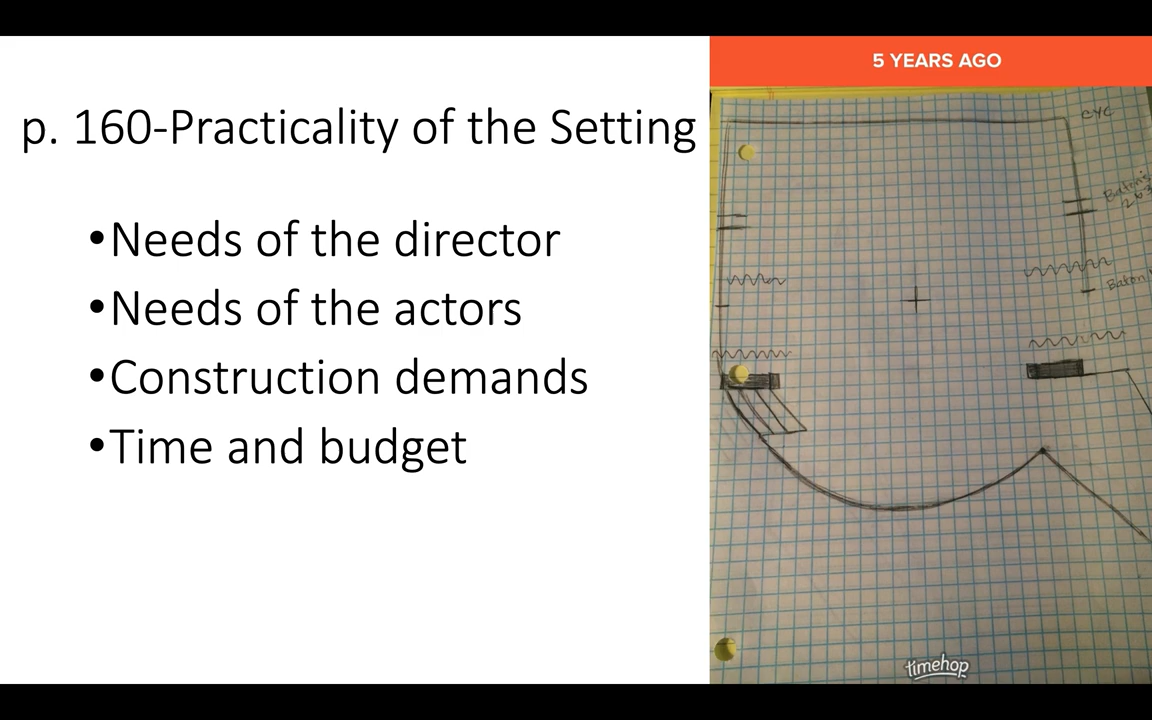 p. 160-Practicality of the Setting
•Needs of the director
•Needs of the actors
•Construction demands
•Time and budget
5 YEARS AGO
CYC
Baton
timehop